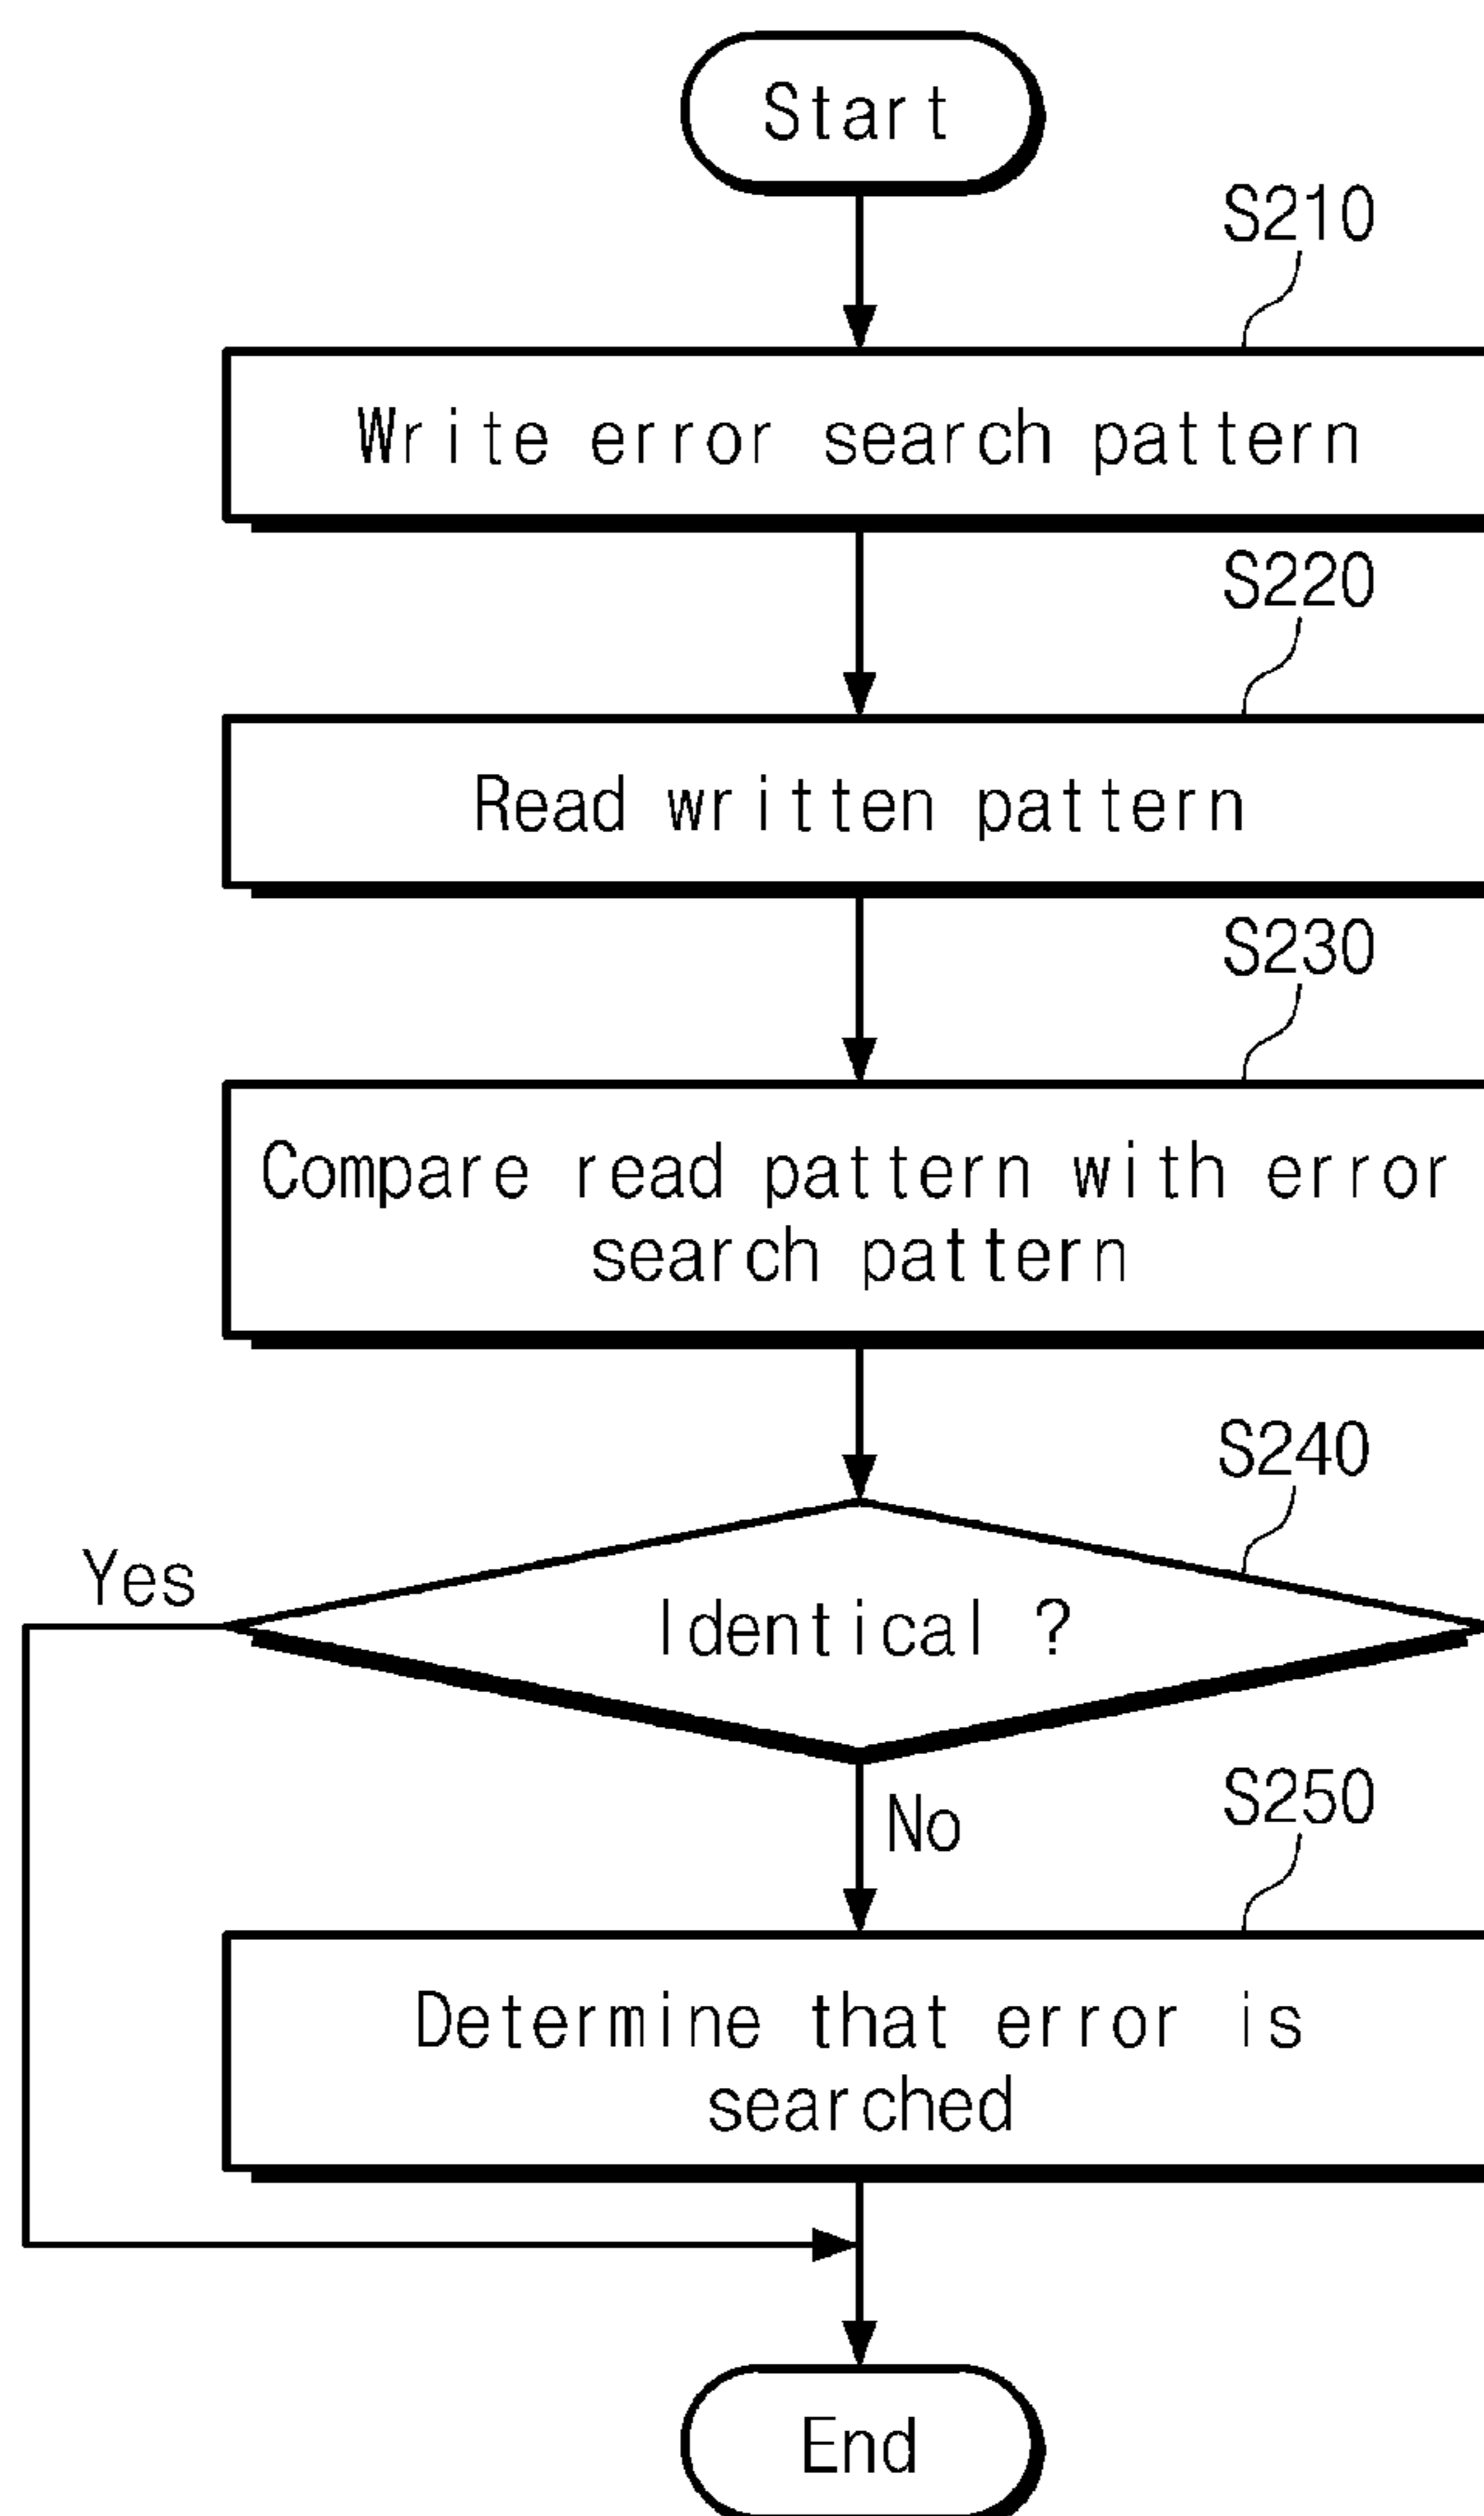 Start
S210
Write error search pattern
S220
Read written pattern
S230
Compare read pattern with error
search pattern
S240
Yes
Identical ?
No
S250
Determine that error is
searched
End